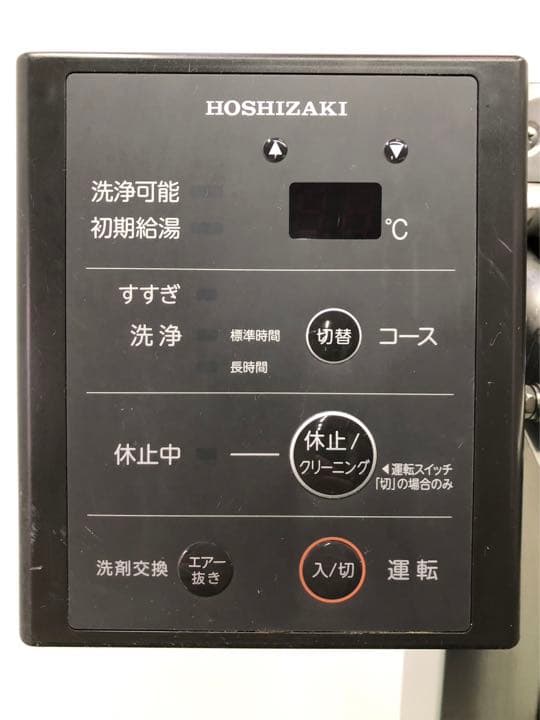 HOSHIZAKI
洗浄可能
初期給湯
℃
すすぎ
洗浄 標準時間 切替 コース
長時間
休止中 休止/
クリーニング
◀運転スイッチ
「切」の場合のみ
洗剤交換 エアー
抜き
入/切 運転